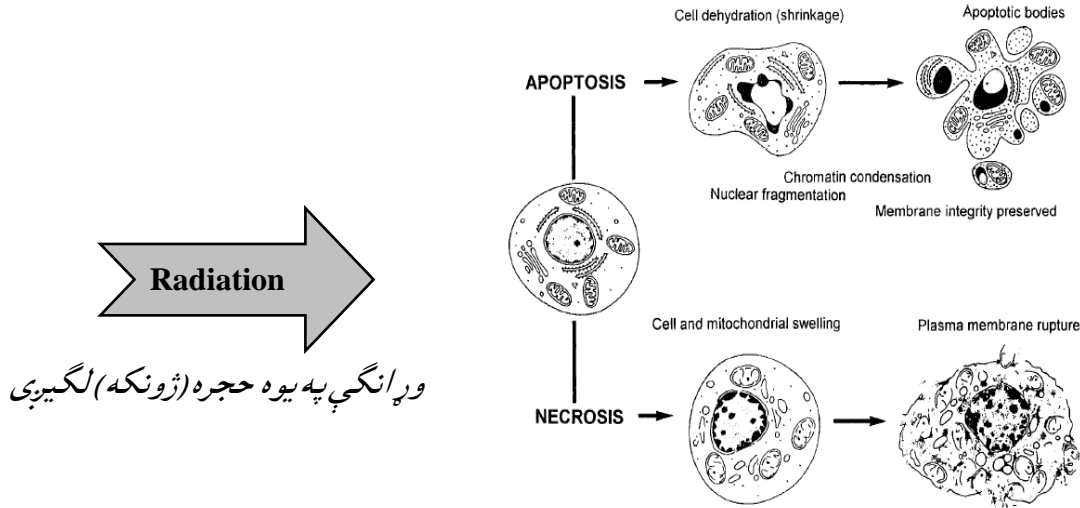 Cell dehydration (shrinkage)
Apoptotic bodies
APOPTOSIS
Chromatin condensation
Nuclear fragmentation
Membrane integrity preserved
Radiation
وړانګې په یوه حجره (ژونکه) لګیږی
Cell and mitochondrial swelling
Plasma membrane rupture
NECROSIS